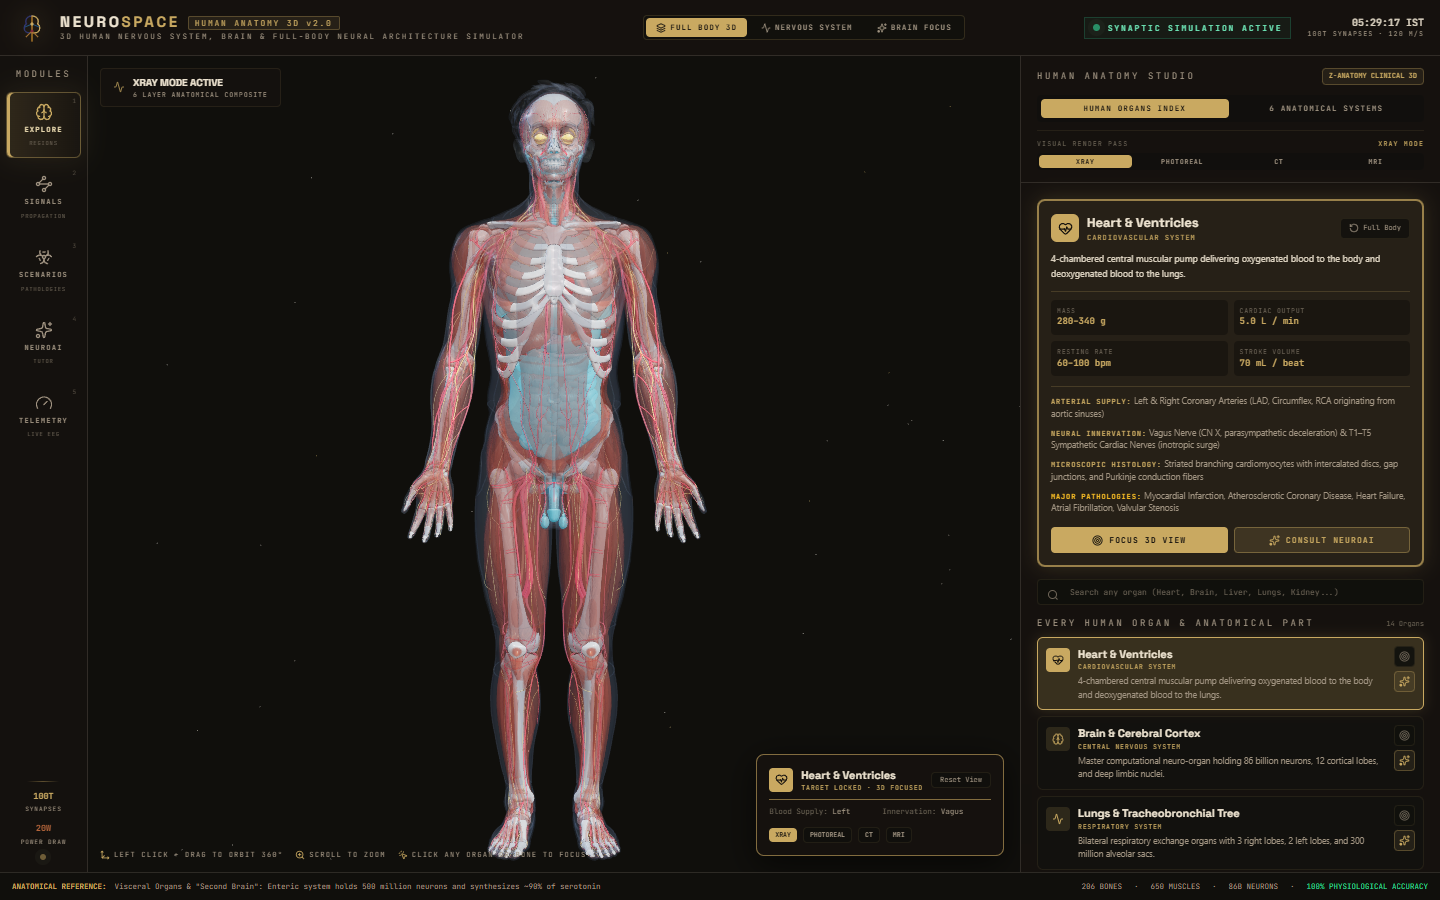 NEUROSPACE HUMAN ANATOMY 3D v2.0
3D HUMAN NERVOUS SYSTEM, BRAIN & FULL-BODY NEURAL ARCHITECTURE SIMULATOR
FULL BODY 3D NERVOUS SYSTEM BRAIN FOCUS
SYNAPTIC SIMULATION ACTIVE
05:29:17 IST
100T SYNAPSES · 120 M/S
MODULES
1
EXPLORE
REGIONS
2
SIGNALS
PROPAGATION
3
SCENARIOS
PATHOLOGIES
4
NEUROAI
TUTOR
5
TELEMETRY
LIVE EEG
100T
SYNAPSES
20W
POWER DRAW
XRAY MODE ACTIVE
6 LAYER ANATOMICAL COMPOSITE
LEFT CLICK + DRAG TO ORBIT 360° SCROLL TO ZOOM CLICK ANY ORGAN TO FOCUS
Heart & Ventricles
TARGET LOCKED · 3D FOCUSED
Reset View
Blood Supply: Left Innervation: Vagus
XRAY PHOTOREAL CT MRI
HUMAN ANATOMY STUDIO
Z-ANATOMY CLINICAL 3D
HUMAN ORGANS INDEX 6 ANATOMICAL SYSTEMS
VISUAL RENDER PASS XRAY MODE
XRAY PHOTOREAL CT MRI
Heart & Ventricles
CARDIOVASCULAR SYSTEM
Full Body
4-chambered central muscular pump delivering oxygenated blood to the body and
deoxygenated blood to the lungs.
MASS
280–340 g
CARDIAC OUTPUT
5.0 L / min
RESTING RATE
60–100 bpm
STROKE VOLUME
70 mL / beat
ARTERIAL SUPPLY: Left & Right Coronary Arteries (LAD, Circumflex, RCA originating from
aortic sinuses)
NEURAL INNERVATION: Vagus Nerve (CN X, parasympathetic deceleration) & T1–T5
Sympathetic Cardiac Nerves (inotropic surge)
MICROSCOPIC HISTOLOGY: Striated branching cardiomyocytes with intercalated discs, gap
junctions, and Purkinje conduction fibers
MAJOR PATHOLOGIES: Myocardial Infarction, Atherosclerotic Coronary Disease, Heart Failure,
Atrial Fibrillation, Valvular Stenosis
FOCUS 3D VIEW CONSULT NEUROAI
Search any organ (Heart, Brain, Liver, Lungs, Kidney...)
EVERY HUMAN ORGAN & ANATOMICAL PART 14 Organs
Heart & Ventricles
CARDIOVASCULAR SYSTEM
4-chambered central muscular pump delivering oxygenated blood to the body
and deoxygenated blood to the lungs.
Brain & Cerebral Cortex
CENTRAL NERVOUS SYSTEM
Master computational neuro-organ holding 86 billion neurons, 12 cortical lobes,
and deep limbic nuclei.
Lungs & Tracheobronchial Tree
RESPIRATORY SYSTEM
Bilateral respiratory exchange organs with 3 right lobes, 2 left lobes, and 300
million alveolar sacs.
ANATOMICAL REFERENCE: Visceral Organs & "Second Brain": Enteric system holds 500 million neurons and synthesizes ~90% of serotonin
206 BONES · 650 MUSCLES · 86B NEURONS · 100% PHYSIOLOGICAL ACCURACY